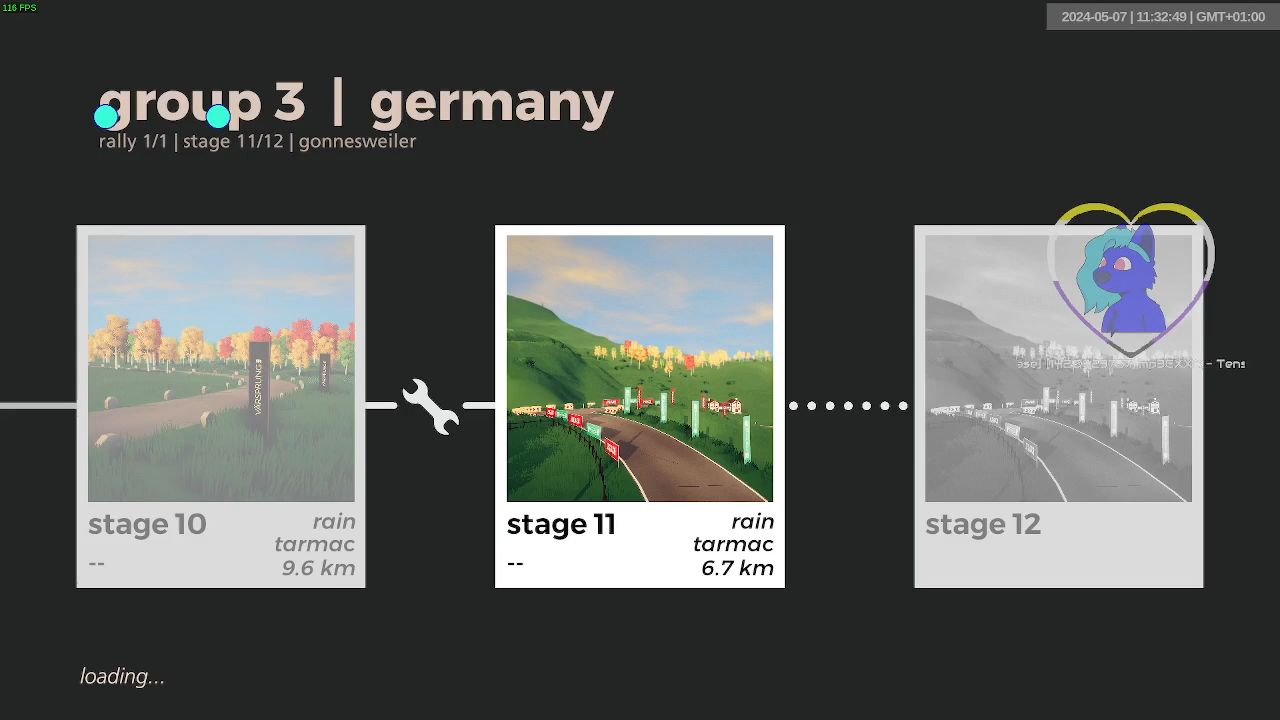 116 FPS
2024-05-07 | 11:32:49 | GMT+01:00
group 3 | germany
rally 1/1 | stage 11/12 | gonnesweiler
VÄRSPRUNG
stage 10
rain
tarmac
9.6 km
--
stage 11
rain
tarmac
6.7 km
--
stage 12
- Tens
loading...